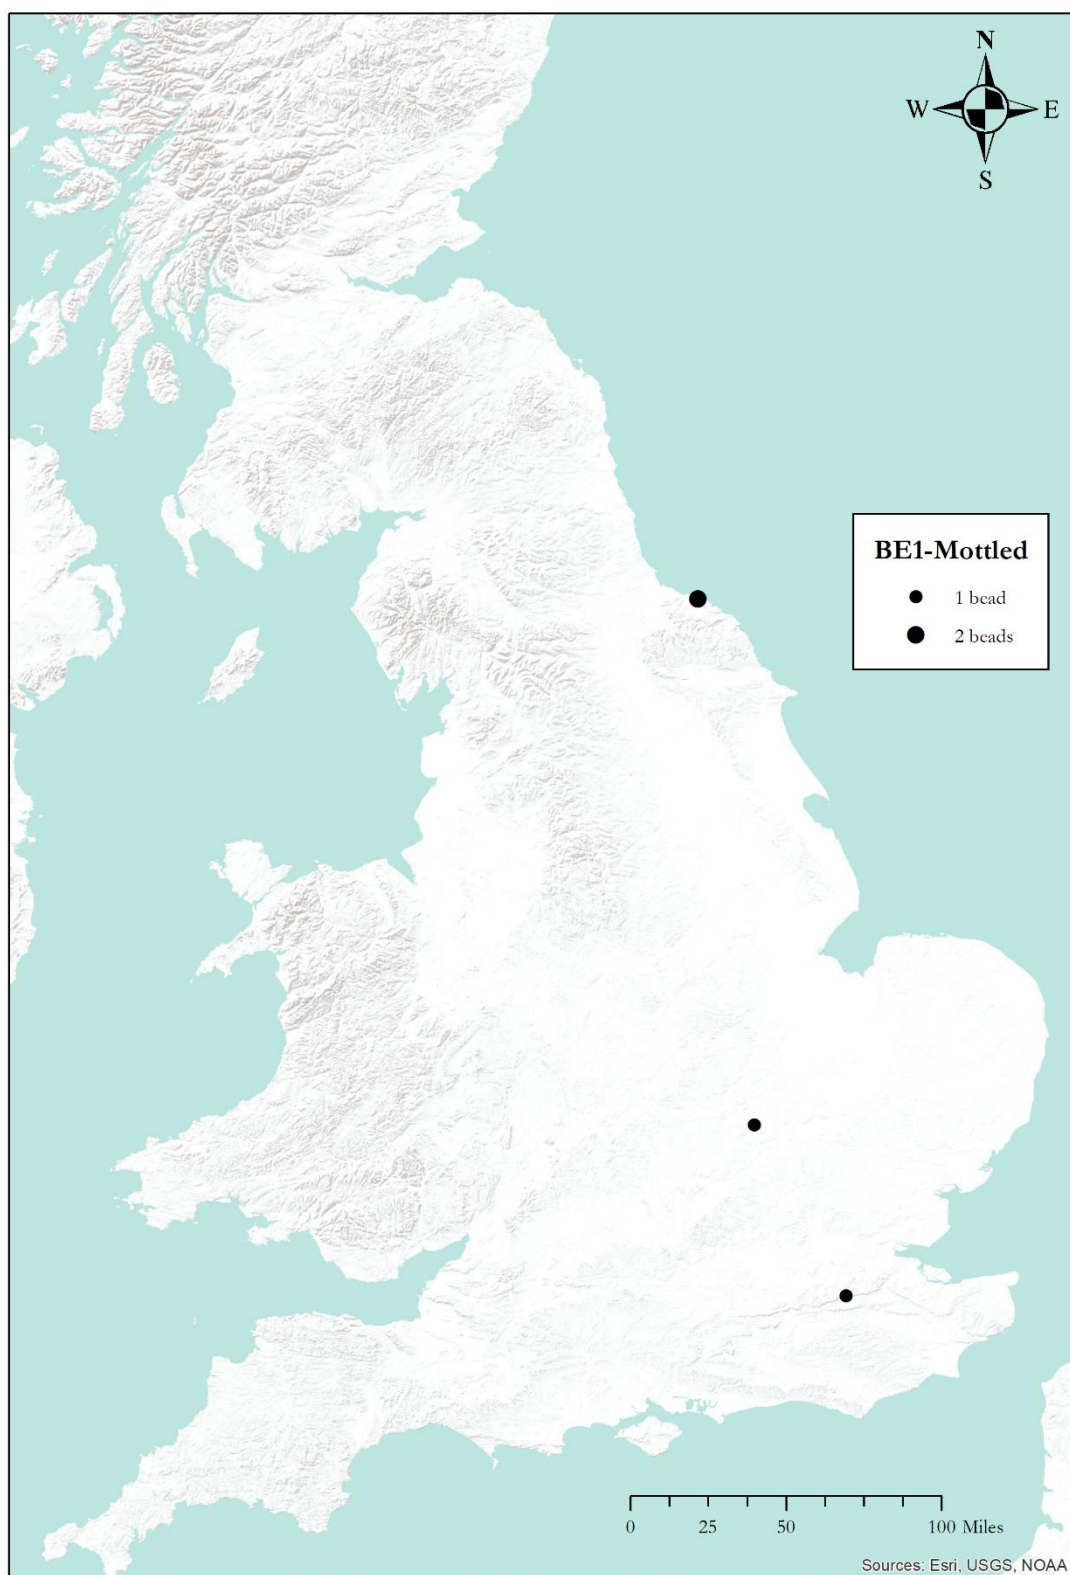 N
W E
S
BE1-Mottled
1 bead
2 beads
0 25 50 100 Miles
Sources: Esri, USGS, NOAA